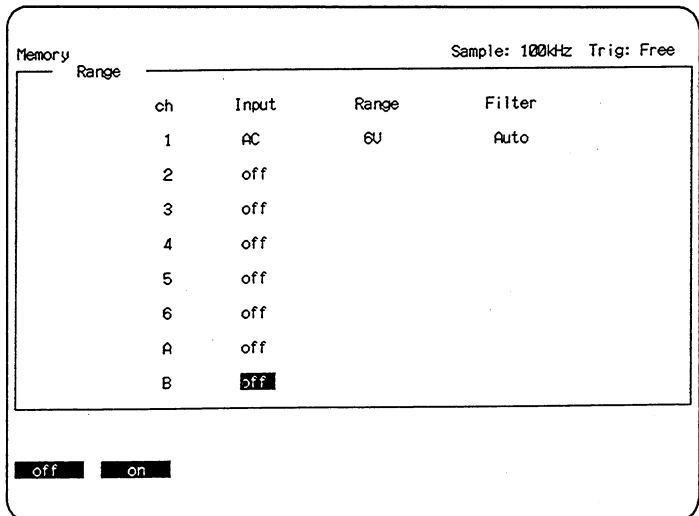 Memory Sample: 100kHz Trig: Free
Range
ch Input Range Filter
1 AC 6V Auto
2 off
3 off
4 off
5 off
6 off
A off
B off
off on